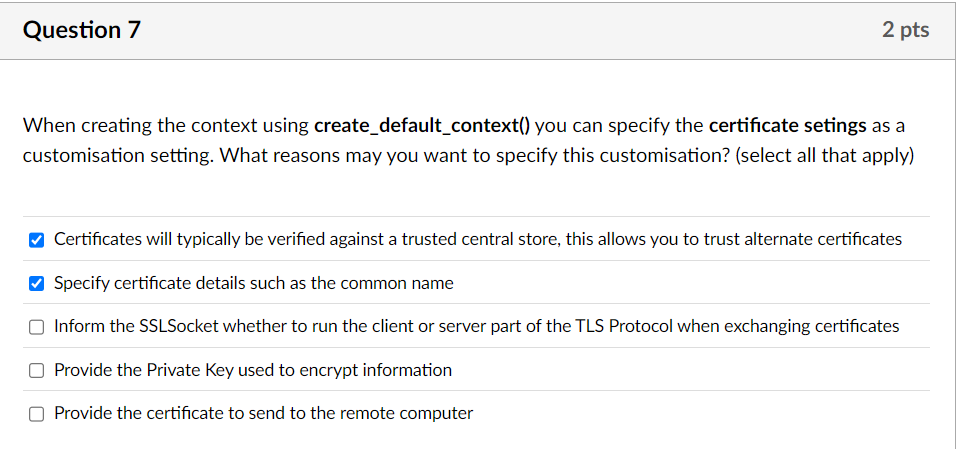 Question 7
2 pts
When creating the context using create_default_context() you can specify the certificate setings as a
customisation setting. What reasons may you want to specify this customisation? (select all that apply)
Certificates will typically be verified against a trusted central store, this allows you to trust alternate certificates
Specify certificate details such as the common name
Inform the SSLSocket whether to run the client or server part of the TLS Protocol when exchanging certificates
Provide the Private Key used to encrypt information
Provide the certificate to send to the remote computer